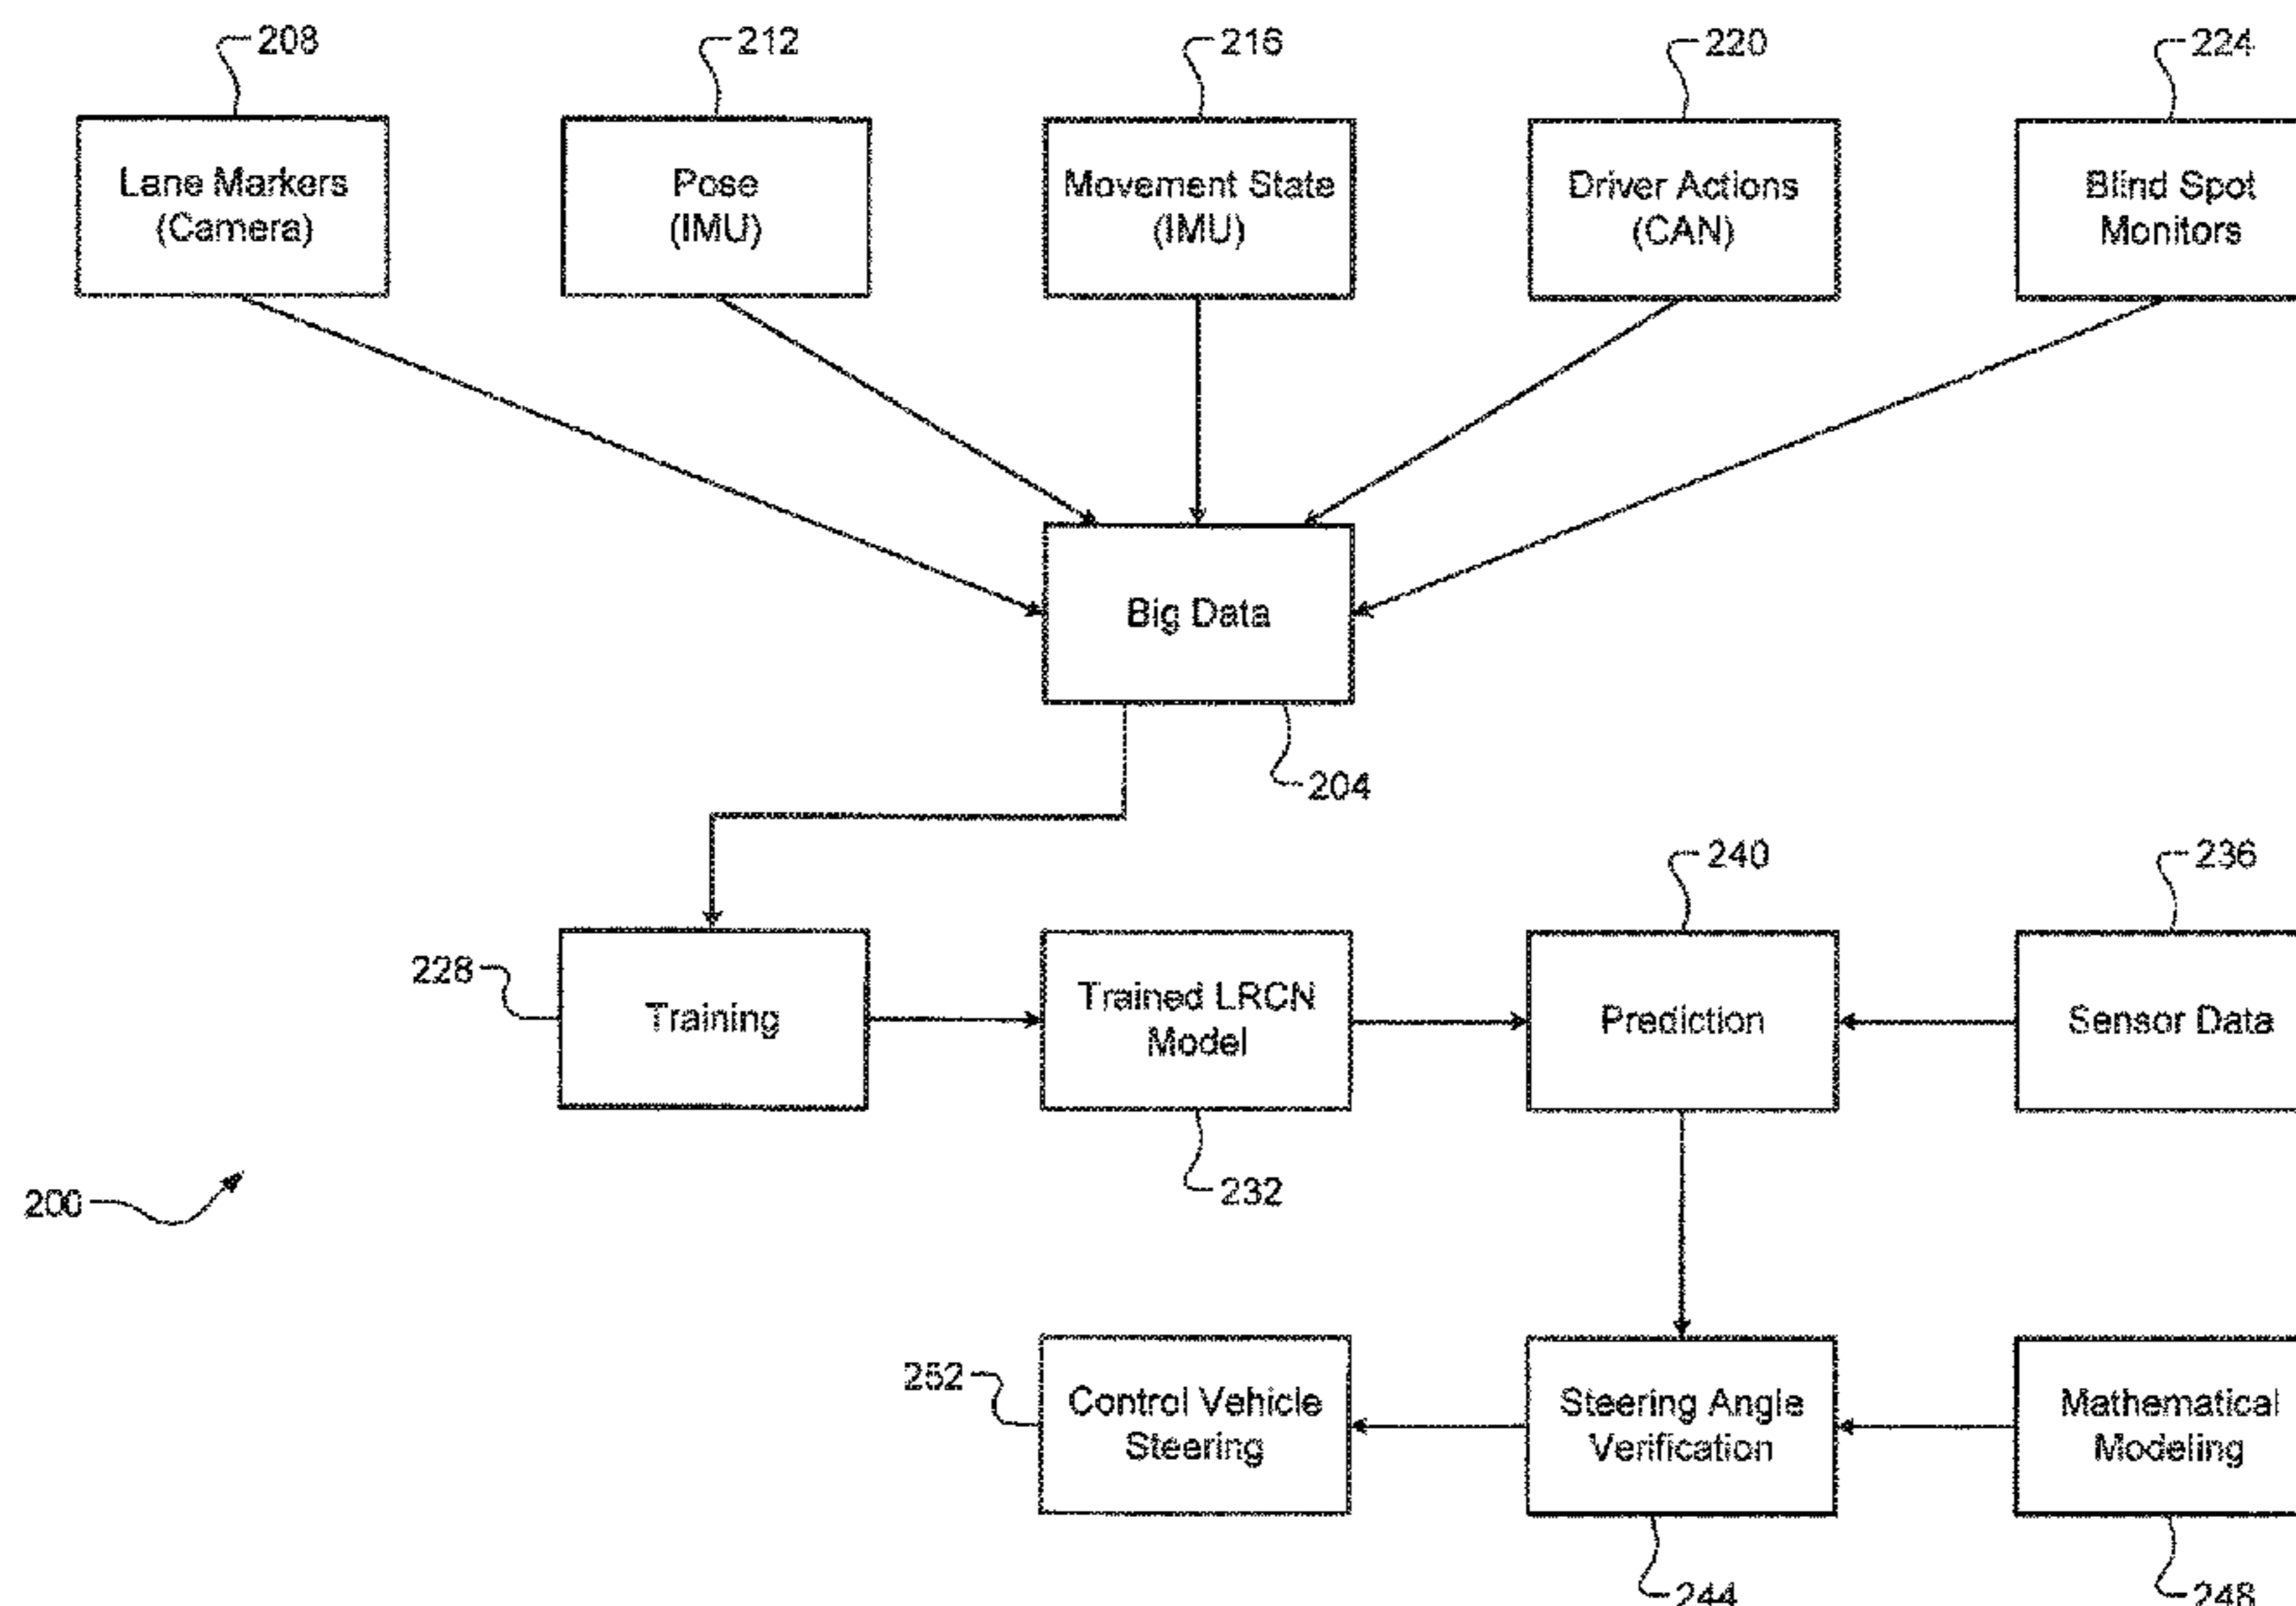 208
212
216
220
224
Lane Markers
(Camera)
Pose
(IMU)
Movement State
(IMU)
Driver Actions
(CAN)
Blind Spot
Monitors
Big Data
204
240
236
228
Training
Trained LRCN
Model
Prediction
Sensor Data
232
200
252
Control Vehicle
Steering
Steering Angle
Verification
Mathematical
Modeling
244
248